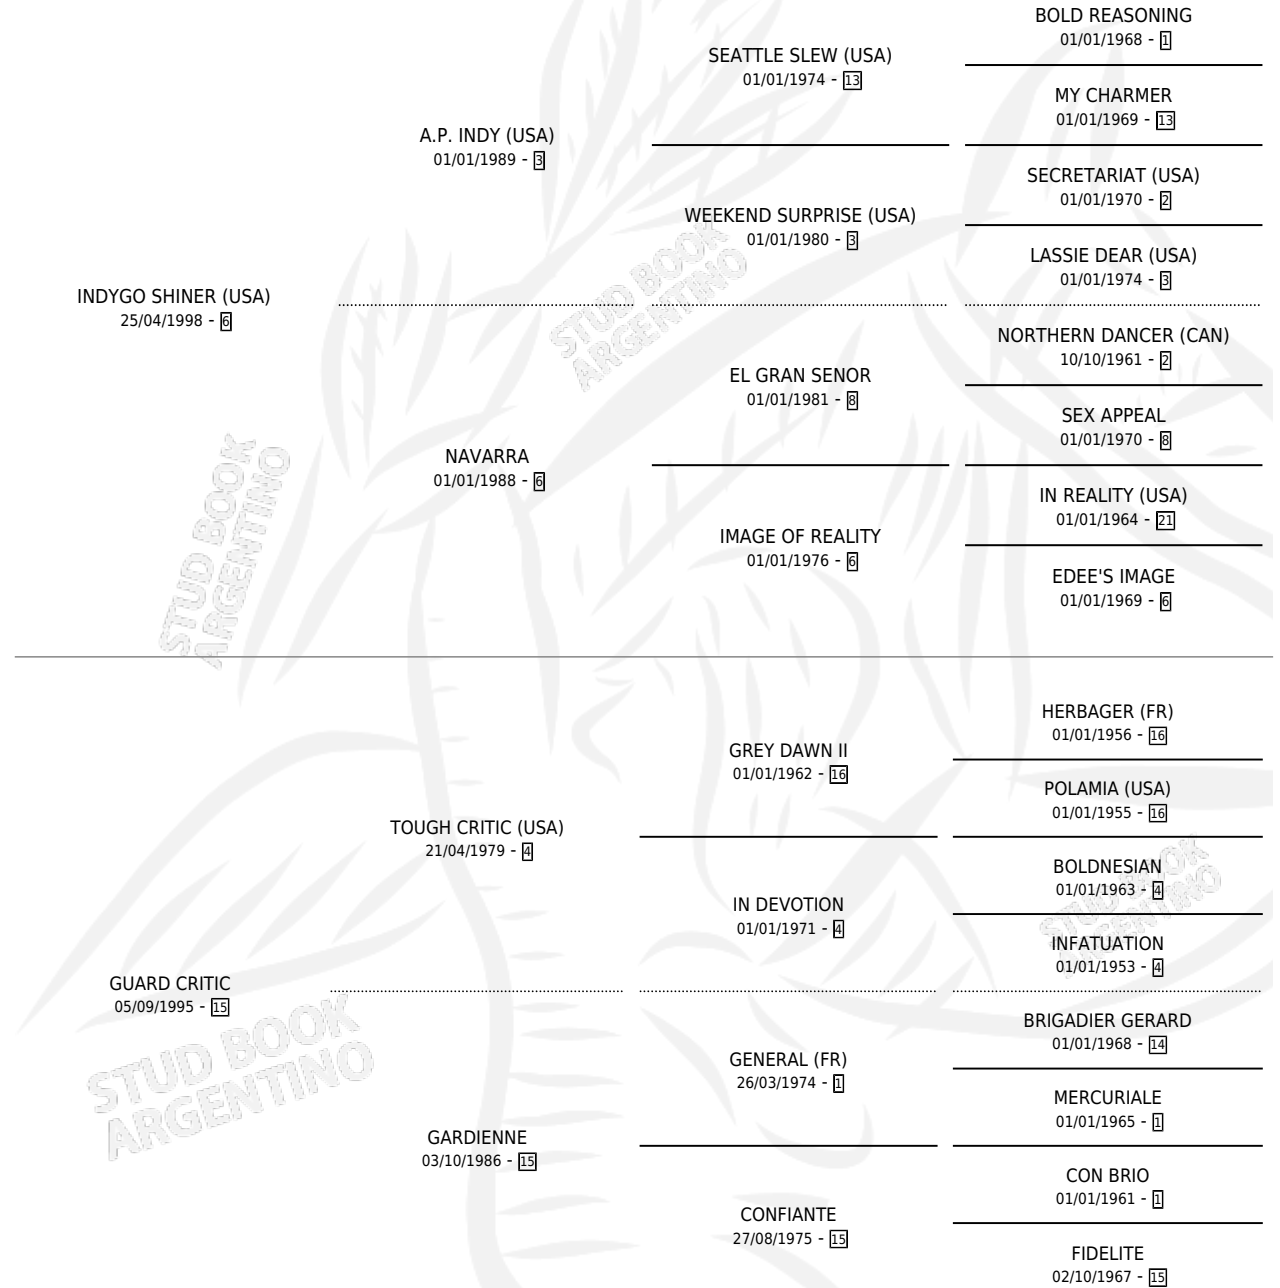 BOLD REASONING
01/01/1968 - 1
SEATTLE SLEW (USA)
01/01/1974 - 13
MY CHARMER
01/01/1969 - 13
A.P. INDY (USA)
01/01/1989 - 3
SECRETARIAT (USA)
01/01/1970 - 2
WEEKEND SURPRISE (USA)
01/01/1980 - 3
LASSIE DEAR (USA)
01/01/1974 - 3
INDYGO SHINER (USA)
25/04/1998 - 6
NORTHERN DANCER (CAN)
10/10/1961 - 2
EL GRAN SENOR
01/01/1981 - 8
SEX APPEAL
01/01/1970 - 8
NAVARRA
01/01/1988 - 6
IN REALITY (USA)
01/01/1964 - 21
IMAGE OF REALITY
01/01/1976 - 6
EDEE'S IMAGE
01/01/1969 - 6
HERBAGER (FR)
01/01/1956 - 16
GREY DAWN II
01/01/1962 - 16
POLAMIA (USA)
01/01/1955 - 16
TOUGH CRITIC (USA)
21/04/1979 - 4
BOLDNESIAN
01/01/1963 - 4
IN DEVOTION
01/01/1971 - 4
INFATUATION
01/01/1953 - 4
GUARD CRITIC
05/09/1995 - 15
BRIGADIER GERARD
01/01/1968 - 14
GENERAL (FR)
26/03/1974 - 1
MERCURIALE
01/01/1965 - 1
GARDIENNE
03/10/1986 - 15
CON BRIO
01/01/1961 - 1
CONFIANTE
27/08/1975 - 15
FIDELITE
02/10/1967 - 15
STUD BOOK
ARGENTINO
STUD BOOK
ARGENTINO
STUD BOOK
ARGENTINO
STUD BOOK
ARGENTINO